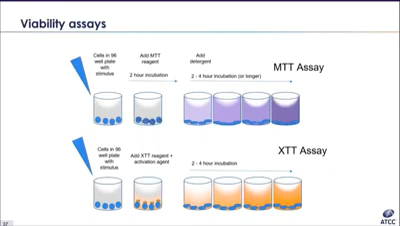 Viability assays
Cells in 96
well plate
with
stimulus
Add MTT
reagent
2 hour incubation
Add
detergent
2 - 4 hour incubation (or longer)
MTT Assay
Cells in 96
well plate
with
stimulus
Add XTT reagent +
activation agent
2 - 4 hour incubation
XTT Assay
37
ATCC